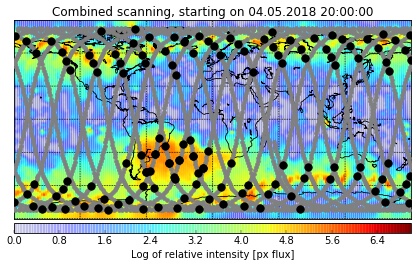 Combined scanning, starting on 04.05.2018 20:00:00
0.0 0.8 1.6 2.4 3.2 4.0 4.8 5.6 6.4
Log of relative intensity [px flux]